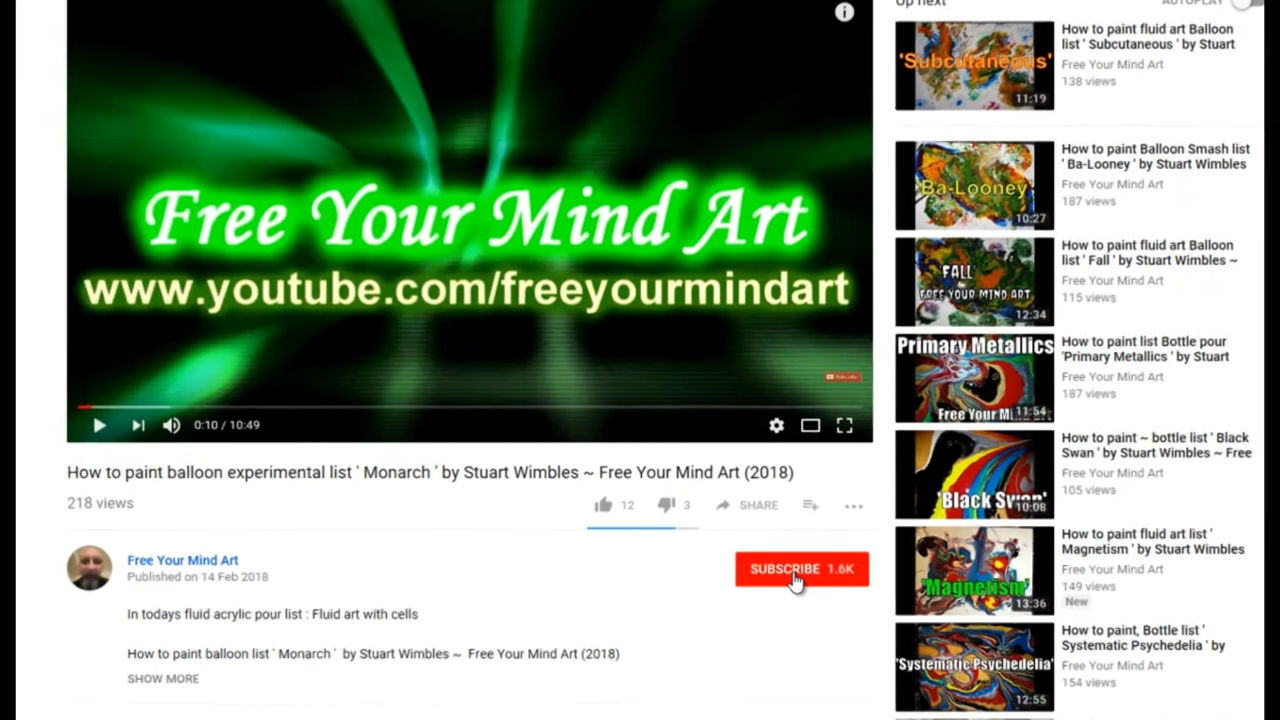 Up next
AUTOPLAY
Free Your Mind Art
www.youtube.com/freeyourmindart
0:10 / 10:49
How to paint balloon experimental list ' Monarch ' by Stuart Wimbles ~ Free Your Mind Art (2018)
218 views
12
3
SHARE
Free Your Mind Art
Published on 14 Feb 2018
SUBSCRIBE 1.6K
In todays fluid acrylic pour list : Fluid art with cells
How to paint balloon list ' Monarch ' by Stuart Wimbles ~ Free Your Mind Art (2018)
SHOW MORE
'Subcutaneous'
11:19
How to paint fluid art Balloon
list ' Subcutaneous ' by Stuart
Free Your Mind Art
138 views
Ba-Looney
10:27
How to paint Balloon Smash list
' Ba-Looney ' by Stuart Wimbles
Free Your Mind Art
187 views
'FALL'
FREE YOUR MIND ART
12:34
How to paint fluid art Balloon
list ' Fall ' by Stuart Wimbles ~
Free Your Mind Art
115 views
Primary Metallics
Free Your
11:54
How to paint list Bottle pour
'Primary Metallics ' by Stuart
Free Your Mind Art
187 views
'Black Swan'
10:08
How to paint ~ bottle list ' Black
Swan ' by Stuart Wimbles ~ Free
Free Your Mind Art
105 views
'Magnetism'
13:36
How to paint fluid art list '
Magnetism ' by Stuart Wimbles
Free Your Mind Art
149 views
New
'Systematic Psychedelia'
12:55
How to paint, Bottle list '
Systematic Psychedelia ' by
Free Your Mind Art
154 views